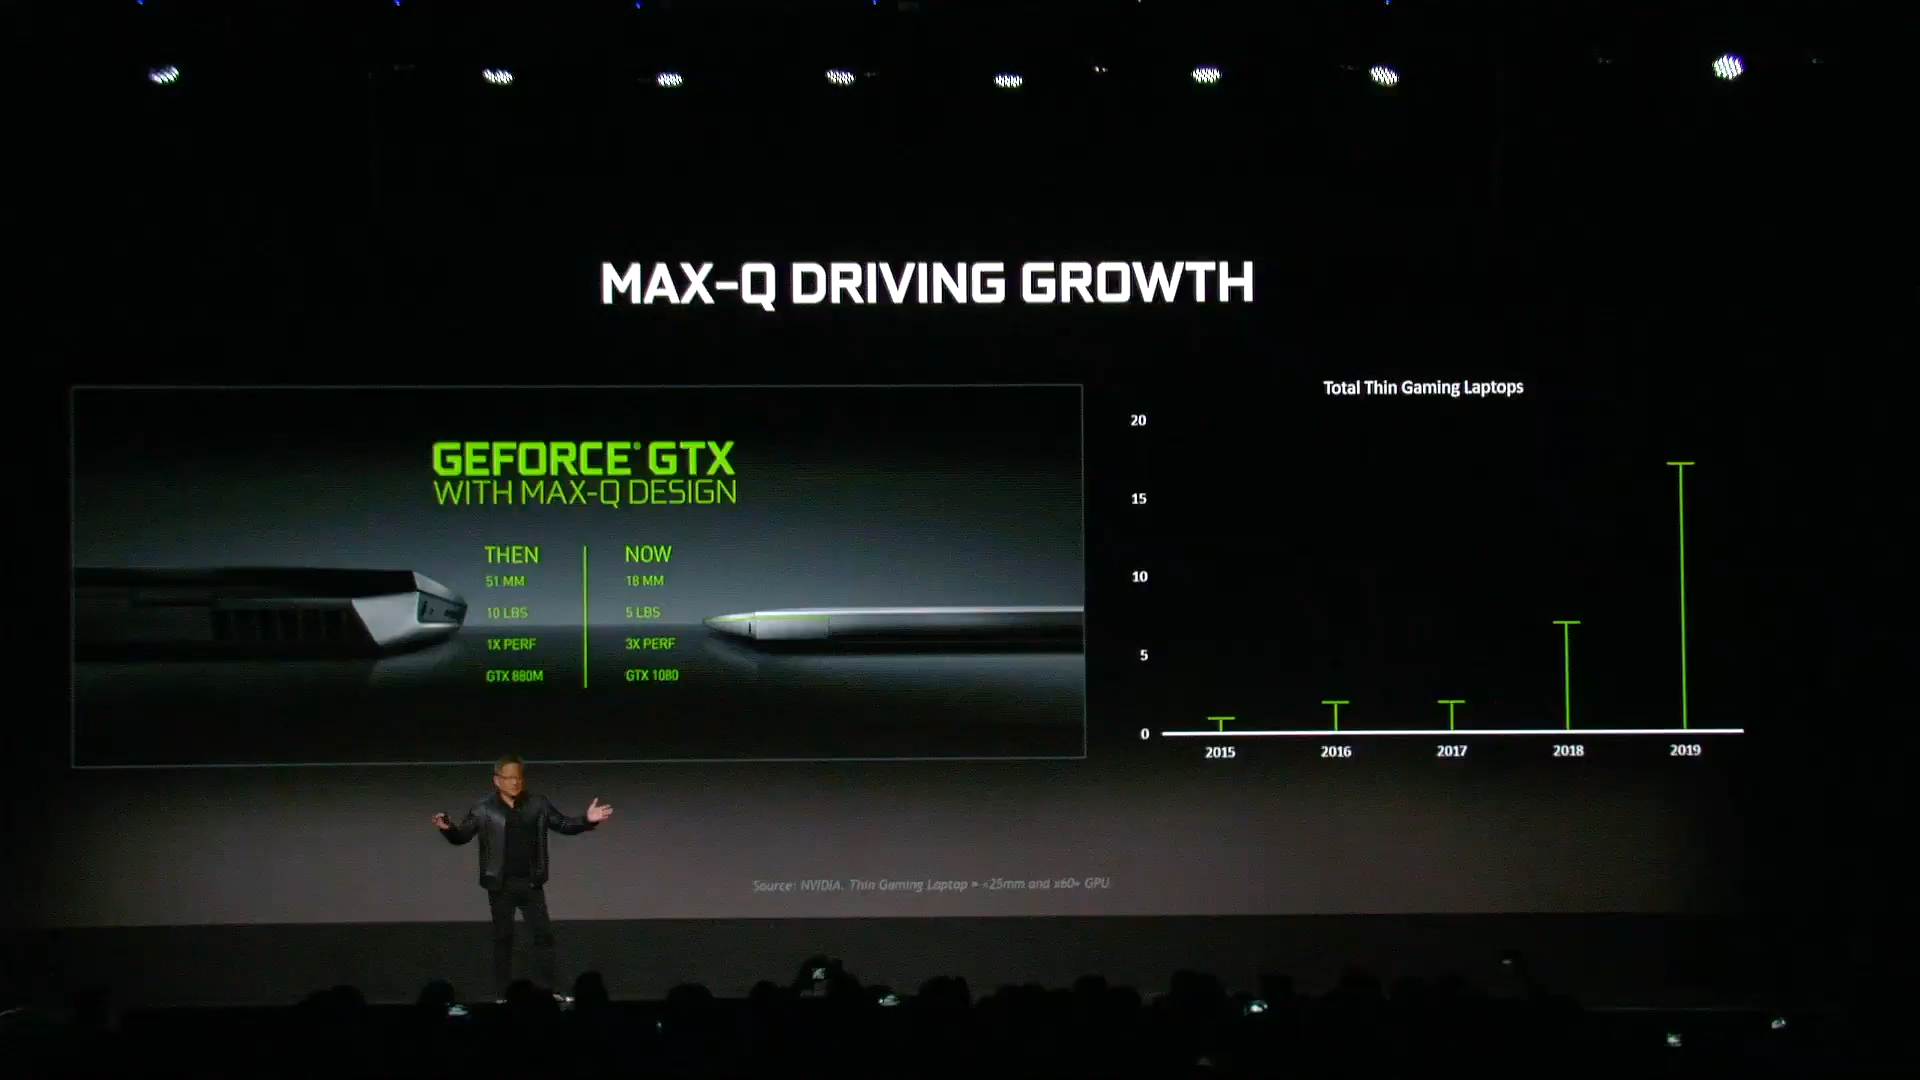 MAX-Q DRIVING GROWTH
GEFORCE® GTX
WITH MAX-Q DESIGN
THEN
51 MM
10 LBS
1X PERF
GTX 880M
NOW
18 MM
5 LBS
3X PERF
GTX 1080
Total Thin Gaming Laptops
20
15
10
5
0
2015 2016 2017 2018 2019
Source: NVIDIA. Thin Gaming Laptop = <25mm and x60+ GPU